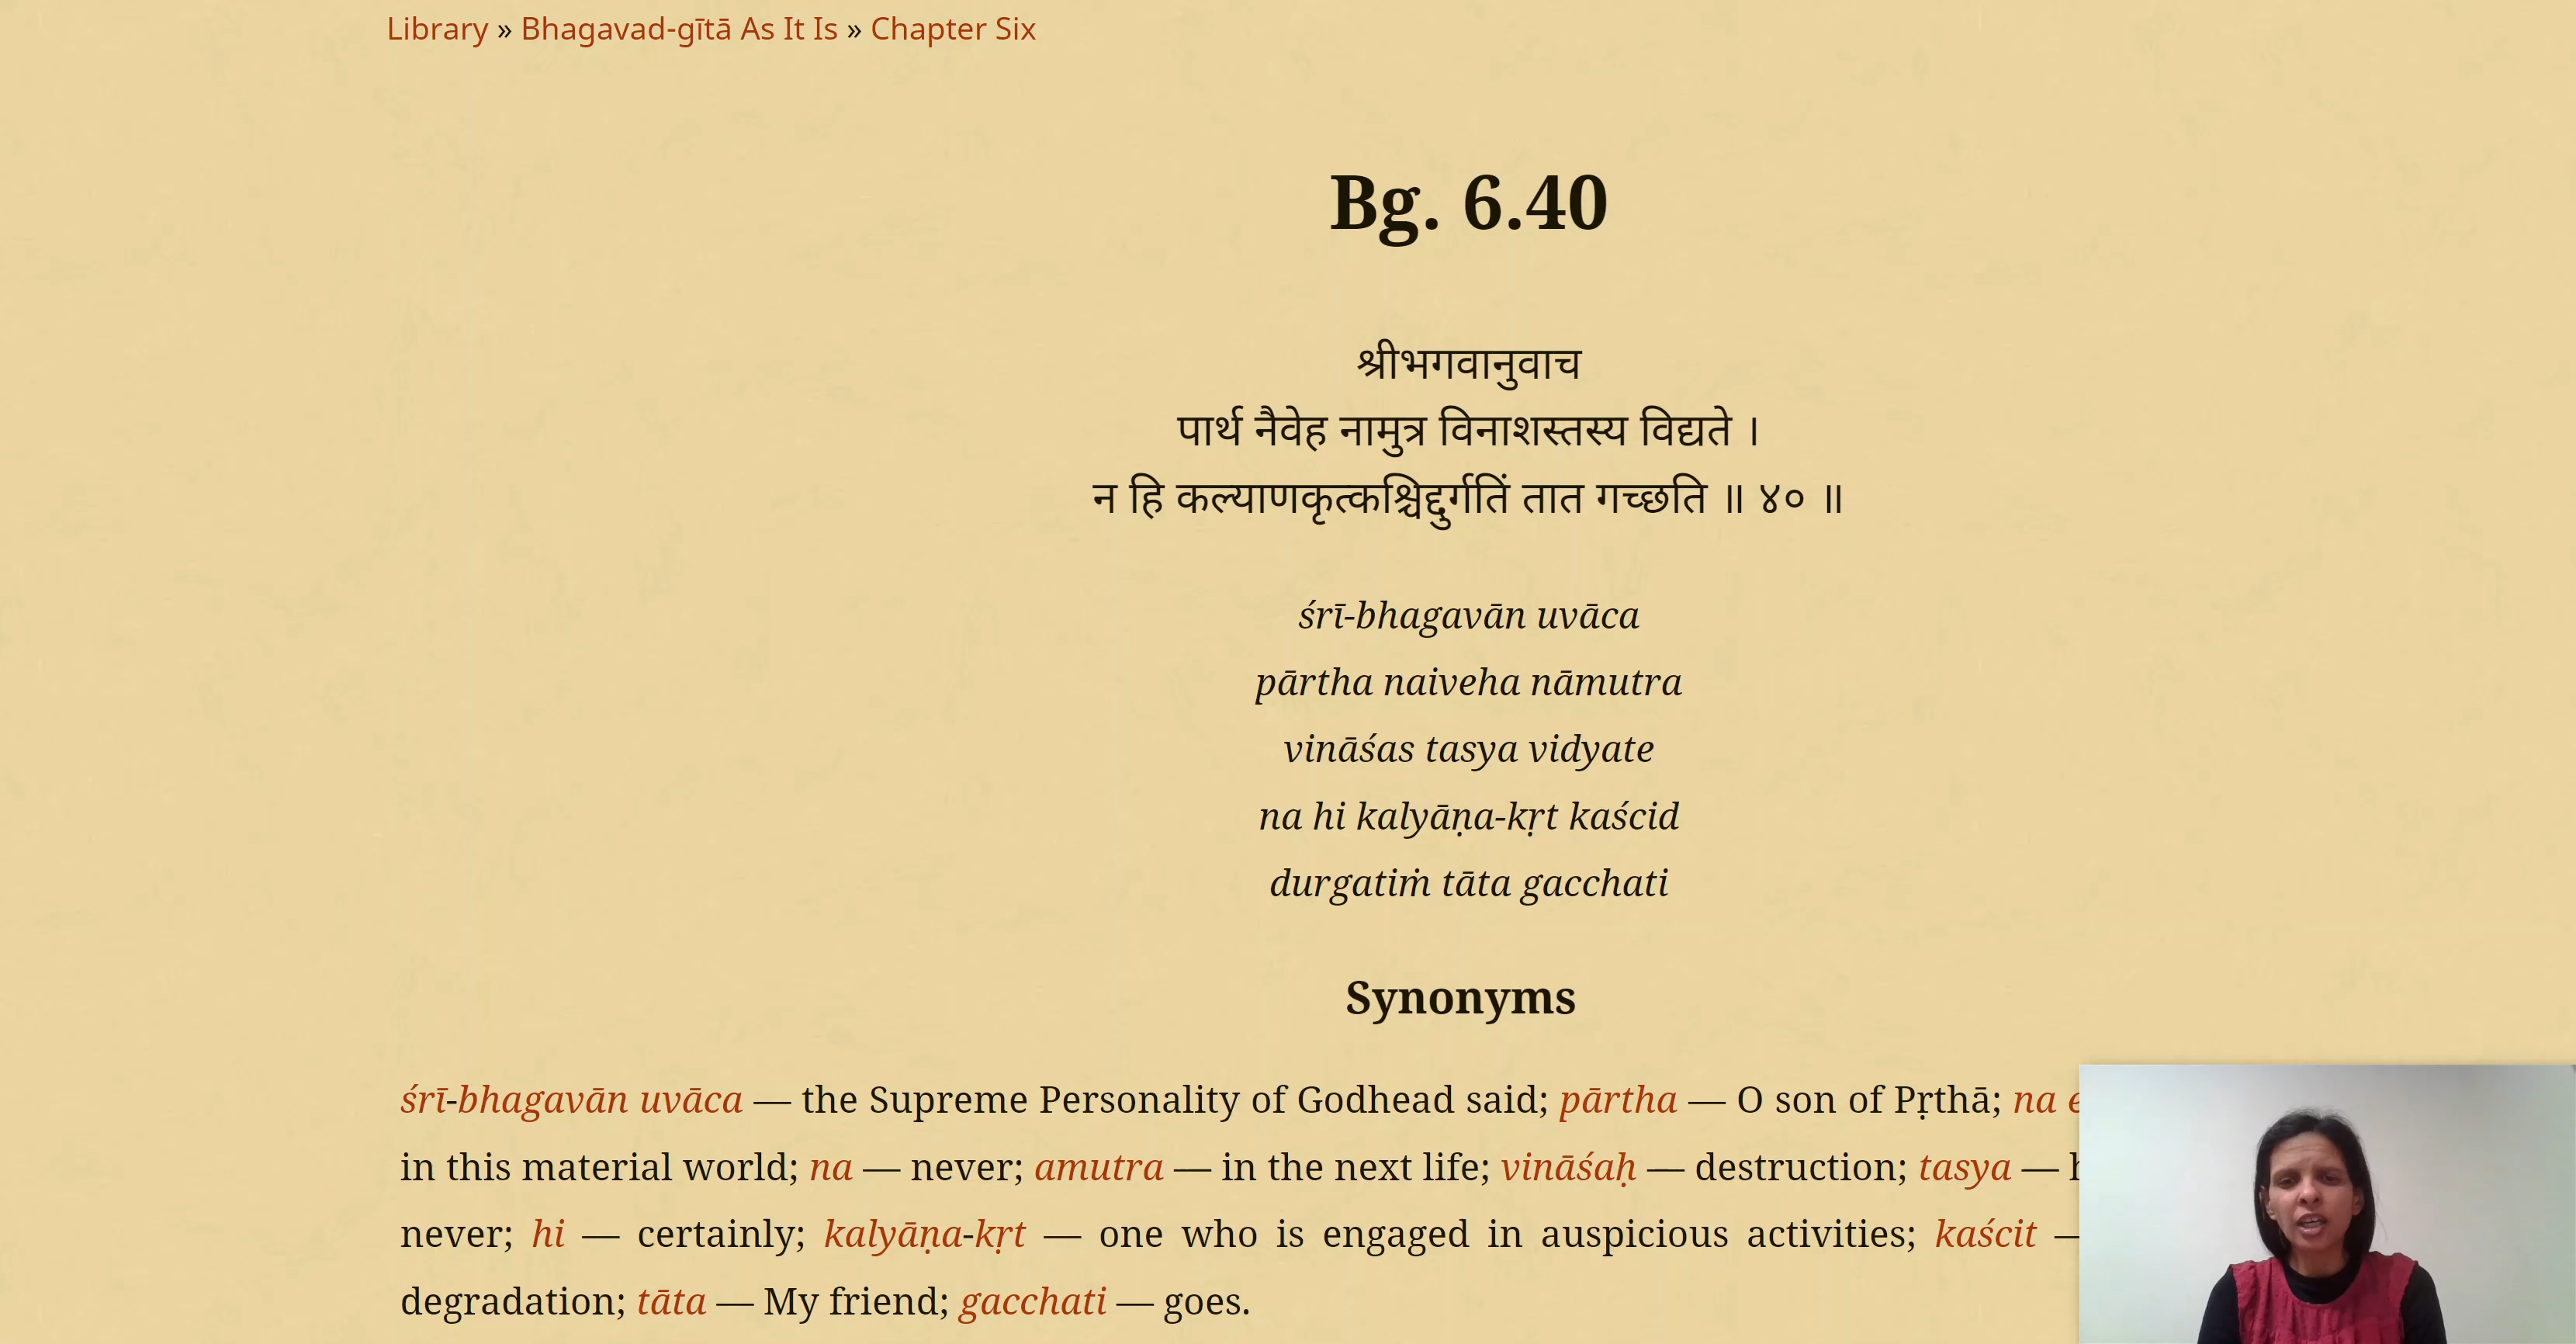 Library » Bhagavad-gītā As It Is » Chapter Six
Bg. 6.40
श्रीभगवानुवाच
पार्थ नैवेह नामुत्र विनाशस्तस्य विद्यते ।
न हि कल्याणकृत्कश्चिद्दुर्गतिं तात गच्छति ॥ ४० ॥
śrī-bhagavān uvāca
pārtha naiveha nāmutra
vināśas tasya vidyate
na hi kalyāṇa-kṛt kaścid
durgatiṁ tāta gacchati
Synonyms
śrī-bhagavān uvāca — the Supreme Personality of Godhead said; pārtha — O son of Pṛthā; na
in this material world; na — never; amutra — in the next life; vināśaḥ — destruction; tasya —
never; hi — certainly; kalyāṇa-kṛt — one who is engaged in auspicious activities; kaścit —
degradation; tāta — My friend; gacchati — goes.